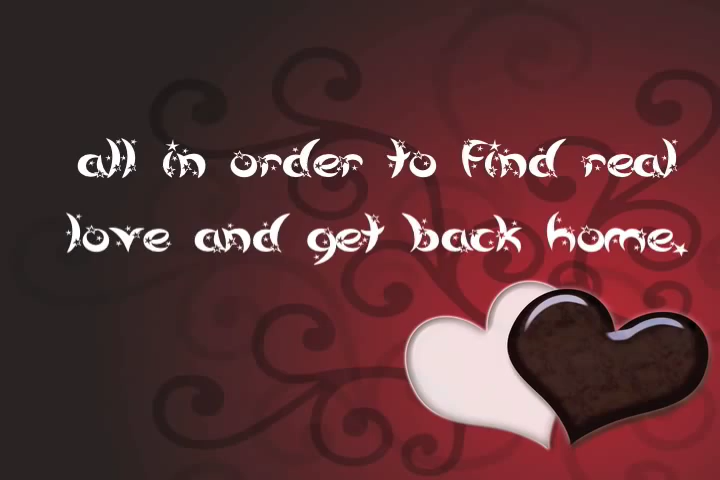 all in order to find real
love and get back home.